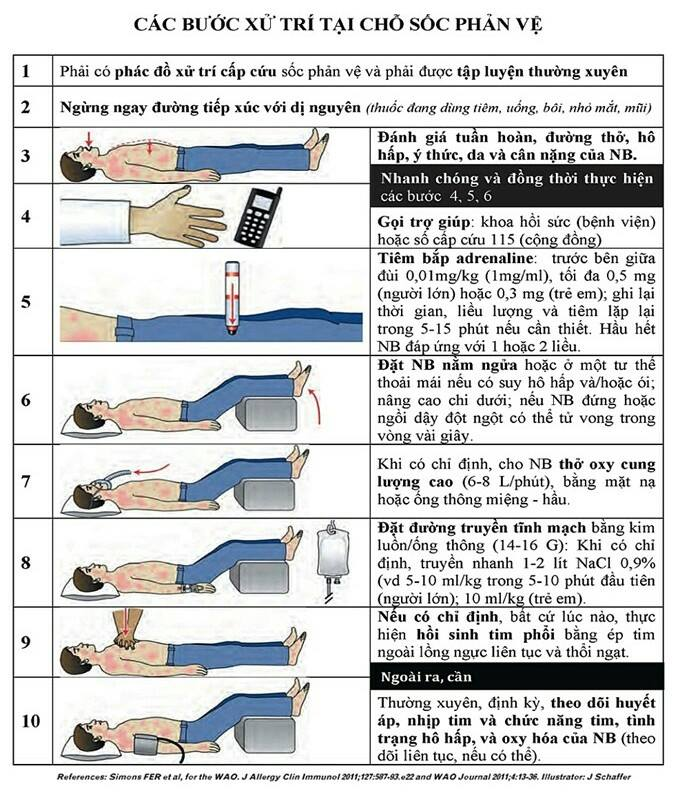 CÁC BƯỚC XỬ TRÍ TẠI CHỖ SỐC PHẢN VỆ
1
Phải có phác đồ xử trí cấp cứu sốc phản vệ và phải được tập luyện thường xuyên
2
Ngừng ngay đường tiếp xúc với dị nguyên (thuốc đang dùng tiêm, uống, bôi, nhỏ mắt, mũi)
3
Đánh giá tuần hoàn, đường thở, hô
hấp, ý thức, da và cân nặng của NB.
Nhanh chóng và đồng thời thực hiện
các bước 4, 5, 6
4
Gọi trợ giúp: khoa hồi sức (bệnh viện)
hoặc số cấp cứu 115 (cộng đồng)
5
Tiêm bắp adrenaline: trước bên giữa
đùi 0,01mg/kg (1mg/ml), tối đa 0,5 mg
(người lớn) hoặc 0,3 mg (trẻ em); ghi lại
thời gian, liều lượng và tiêm lặp lại
trong 5-15 phút nếu cần thiết. Hầu hết
NB đáp ứng với 1 hoặc 2 liều.
6
Đặt NB nằm ngửa hoặc ở một tư thế
thoải mái nếu có suy hô hấp và/hoặc ói;
nâng cao chi dưới; nếu NB đứng hoặc
ngồi dậy đột ngột có thể tử vong trong
vòng vài giây.
7
Khi có chỉ định, cho NB thở oxy cung
lượng cao (6-8 L/phút), bằng mặt nạ
hoặc ống thông miệng - hầu.
8
Đặt đường truyền tĩnh mạch bằng kim
luồn/ống thông (14-16 G): Khi có chỉ
định, truyền nhanh 1-2 lít NaCl 0,9%
(vd 5-10 ml/kg trong 5-10 phút đầu tiên
(người lớn); 10 ml/kg (trẻ em).
9
Nếu có chỉ định, bất cứ lúc nào, thực
hiện hồi sinh tim phổi bằng ép tim
ngoài lồng ngực liên tục và thổi ngạt.
Ngoài ra, cần
10
Thường xuyên, định kỳ, theo dõi huyết
áp, nhịp tim và chức năng tim, tình
trạng hô hấp, và oxy hóa của NB (theo
dõi liên tục, nếu có thể).
References: Simons FER et al, for the WAO. J Allergy Clin Immunol 2011;127:587-93.e22 and WAO Journal 2011;4:13-36. Illustrator: J Schaffer